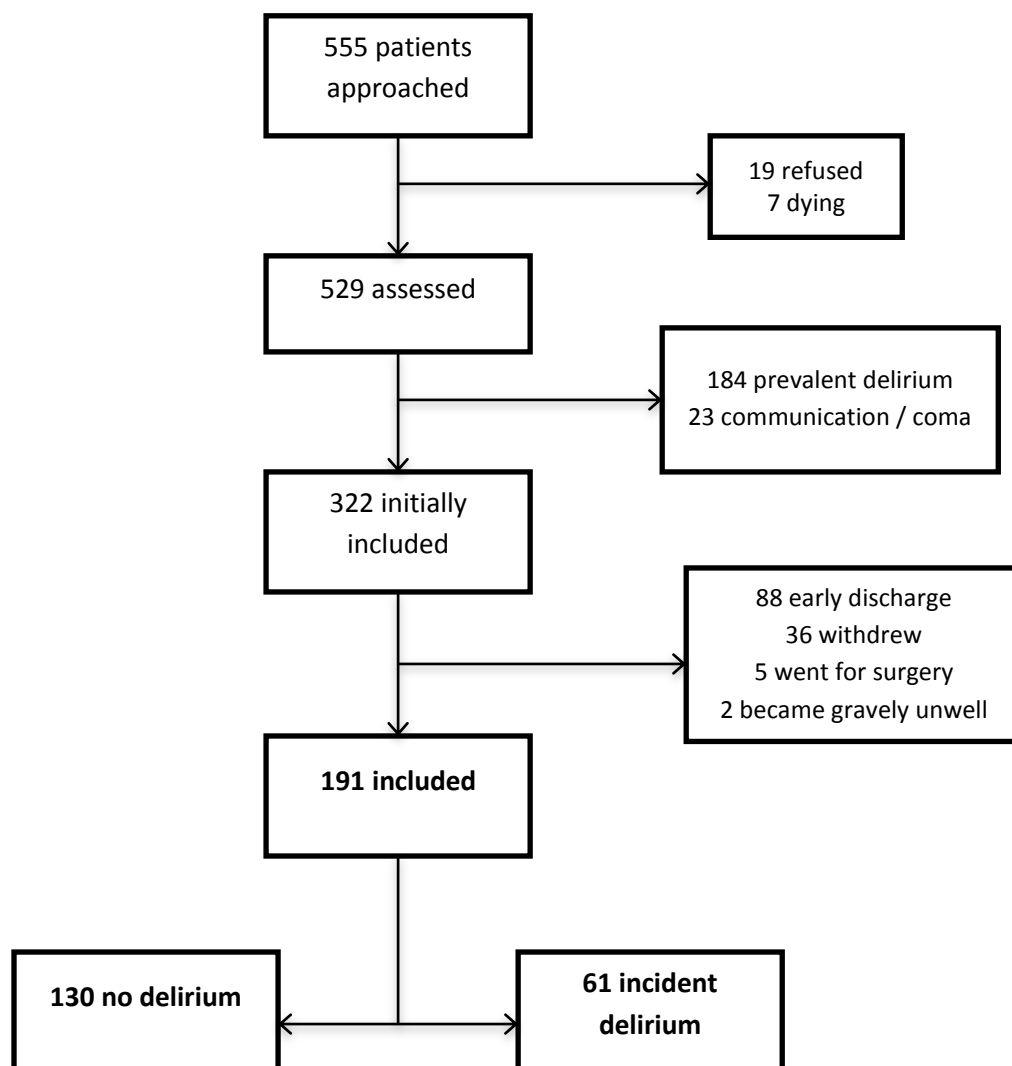 555 patients
approached
19 refused
7 dying
529 assessed
184 prevalent delirium
23 communication / coma
322 initially
included
88 early discharge
36 withdrew
5 went for surgery
2 became gravely unwell
191 included
130 no delirium
61 incident
delirium